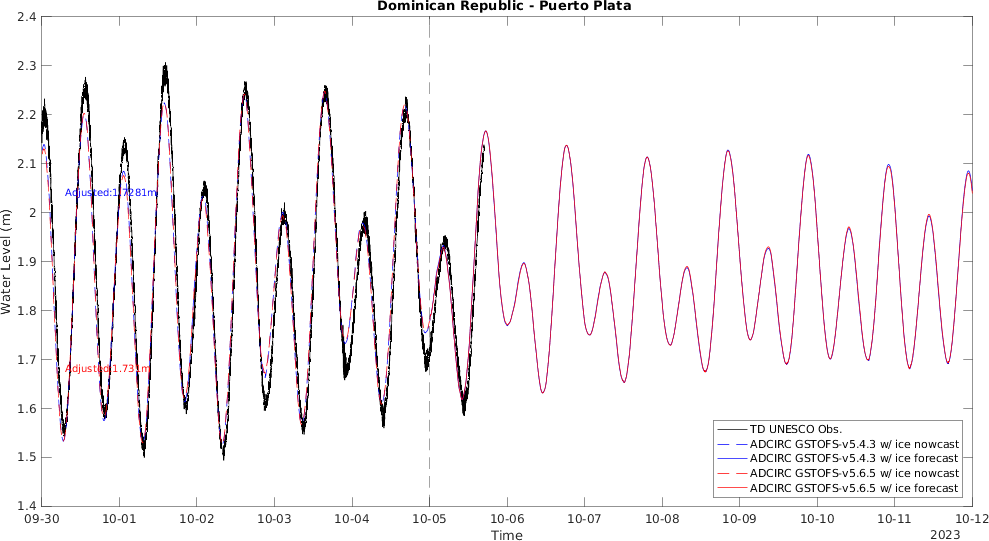 Dominican Republic - Puerto Plata
2.4
2.3
2.2
2.1
2
1.9
1.8
1.7
1.6
1.5
1.4
Water Level (m)
Adjusted:1.7281m
Adjusted:1.731m
TD UNESCO Obs.
ADCIRC GSTOFS-v5.4.3 w/ ice nowcast
ADCIRC GSTOFS-v5.4.3 w/ ice forecast
ADCIRC GSTOFS-v5.6.5 w/ ice nowcast
ADCIRC GSTOFS-v5.6.5 w/ ice forecast
09-30 10-01 10-02 10-03 10-04 10-05 10-06 10-07 10-08 10-09 10-10 10-11 10-12
Time
2023